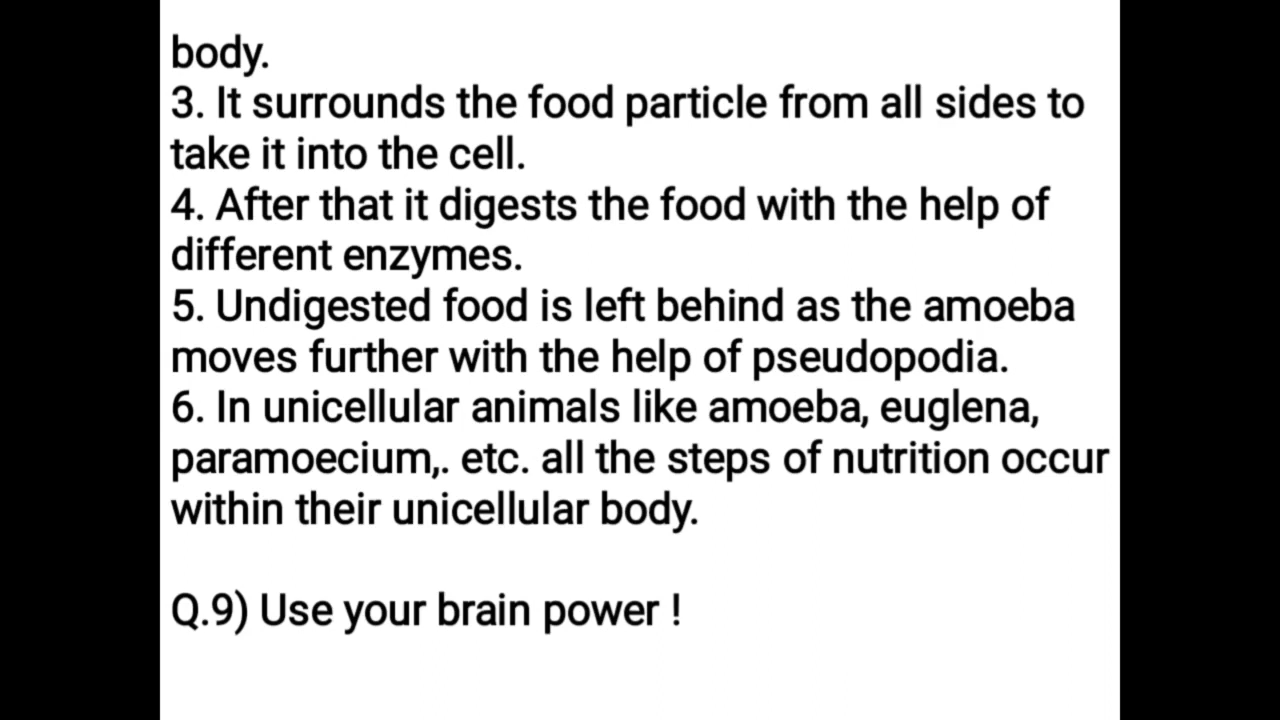 body.
3. It surrounds the food particle from all sides to
take it into the cell.
4. After that it digests the food with the help of
different enzymes.
5. Undigested food is left behind as the amoeba
moves further with the help of pseudopodia.
6. In unicellular animals like amoeba, euglena,
paramoecium,. etc. all the steps of nutrition occur
within their unicellular body.
Q.9) Use your brain power !